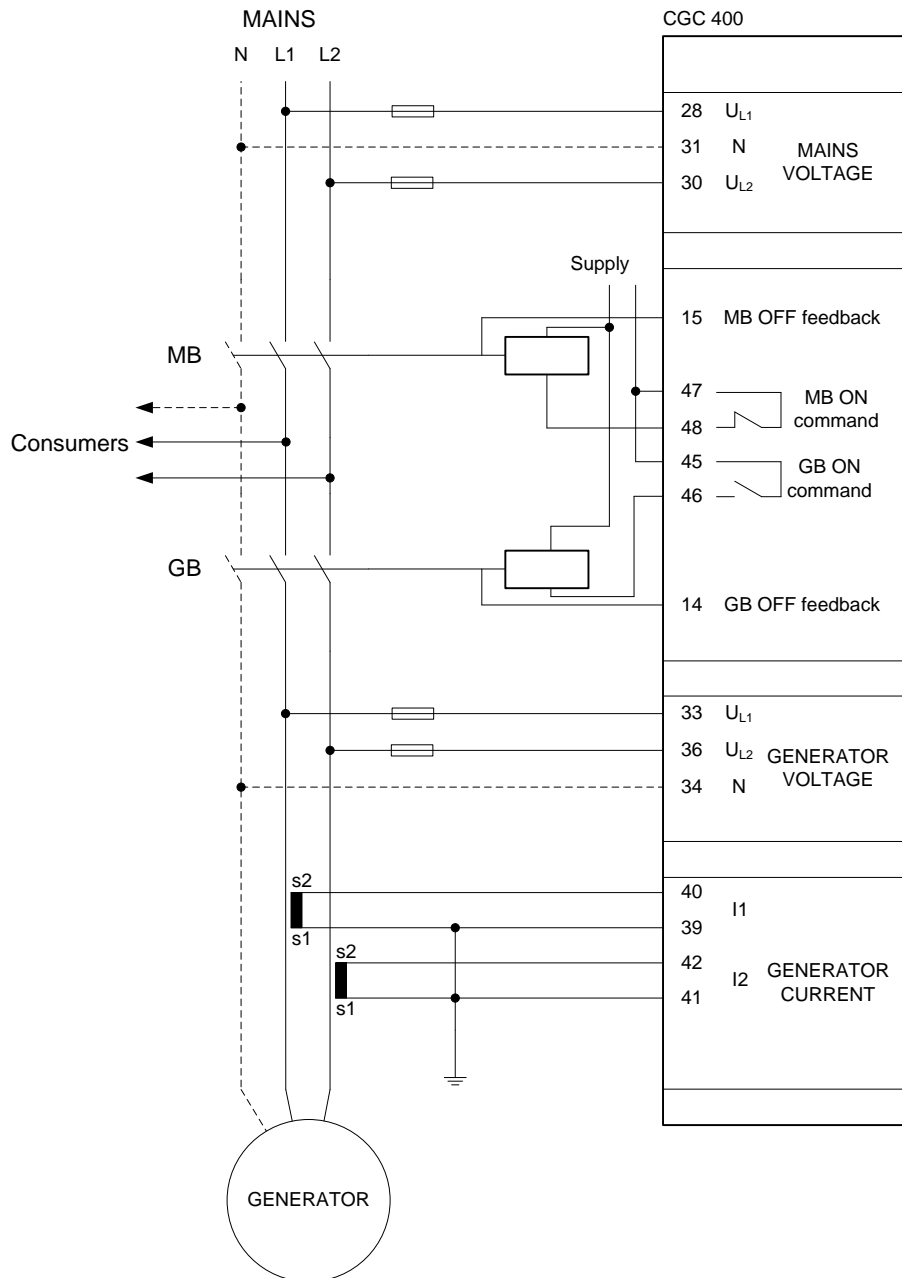 MAINS
CGC 400
N L1 L2
28 UL1
31 N
MAINS
VOLTAGE
30 UL2
Supply
15 MB OFF feedback
MB
47
MB ON
command
48
Consumers
45
GB ON
command
46
GB
14 GB OFF feedback
33 UL1
36 UL2
GENERATOR
VOLTAGE
34 N
s2
40
I1
s1
39
s2
42
I2
GENERATOR
CURRENT
s1
41
GENERATOR